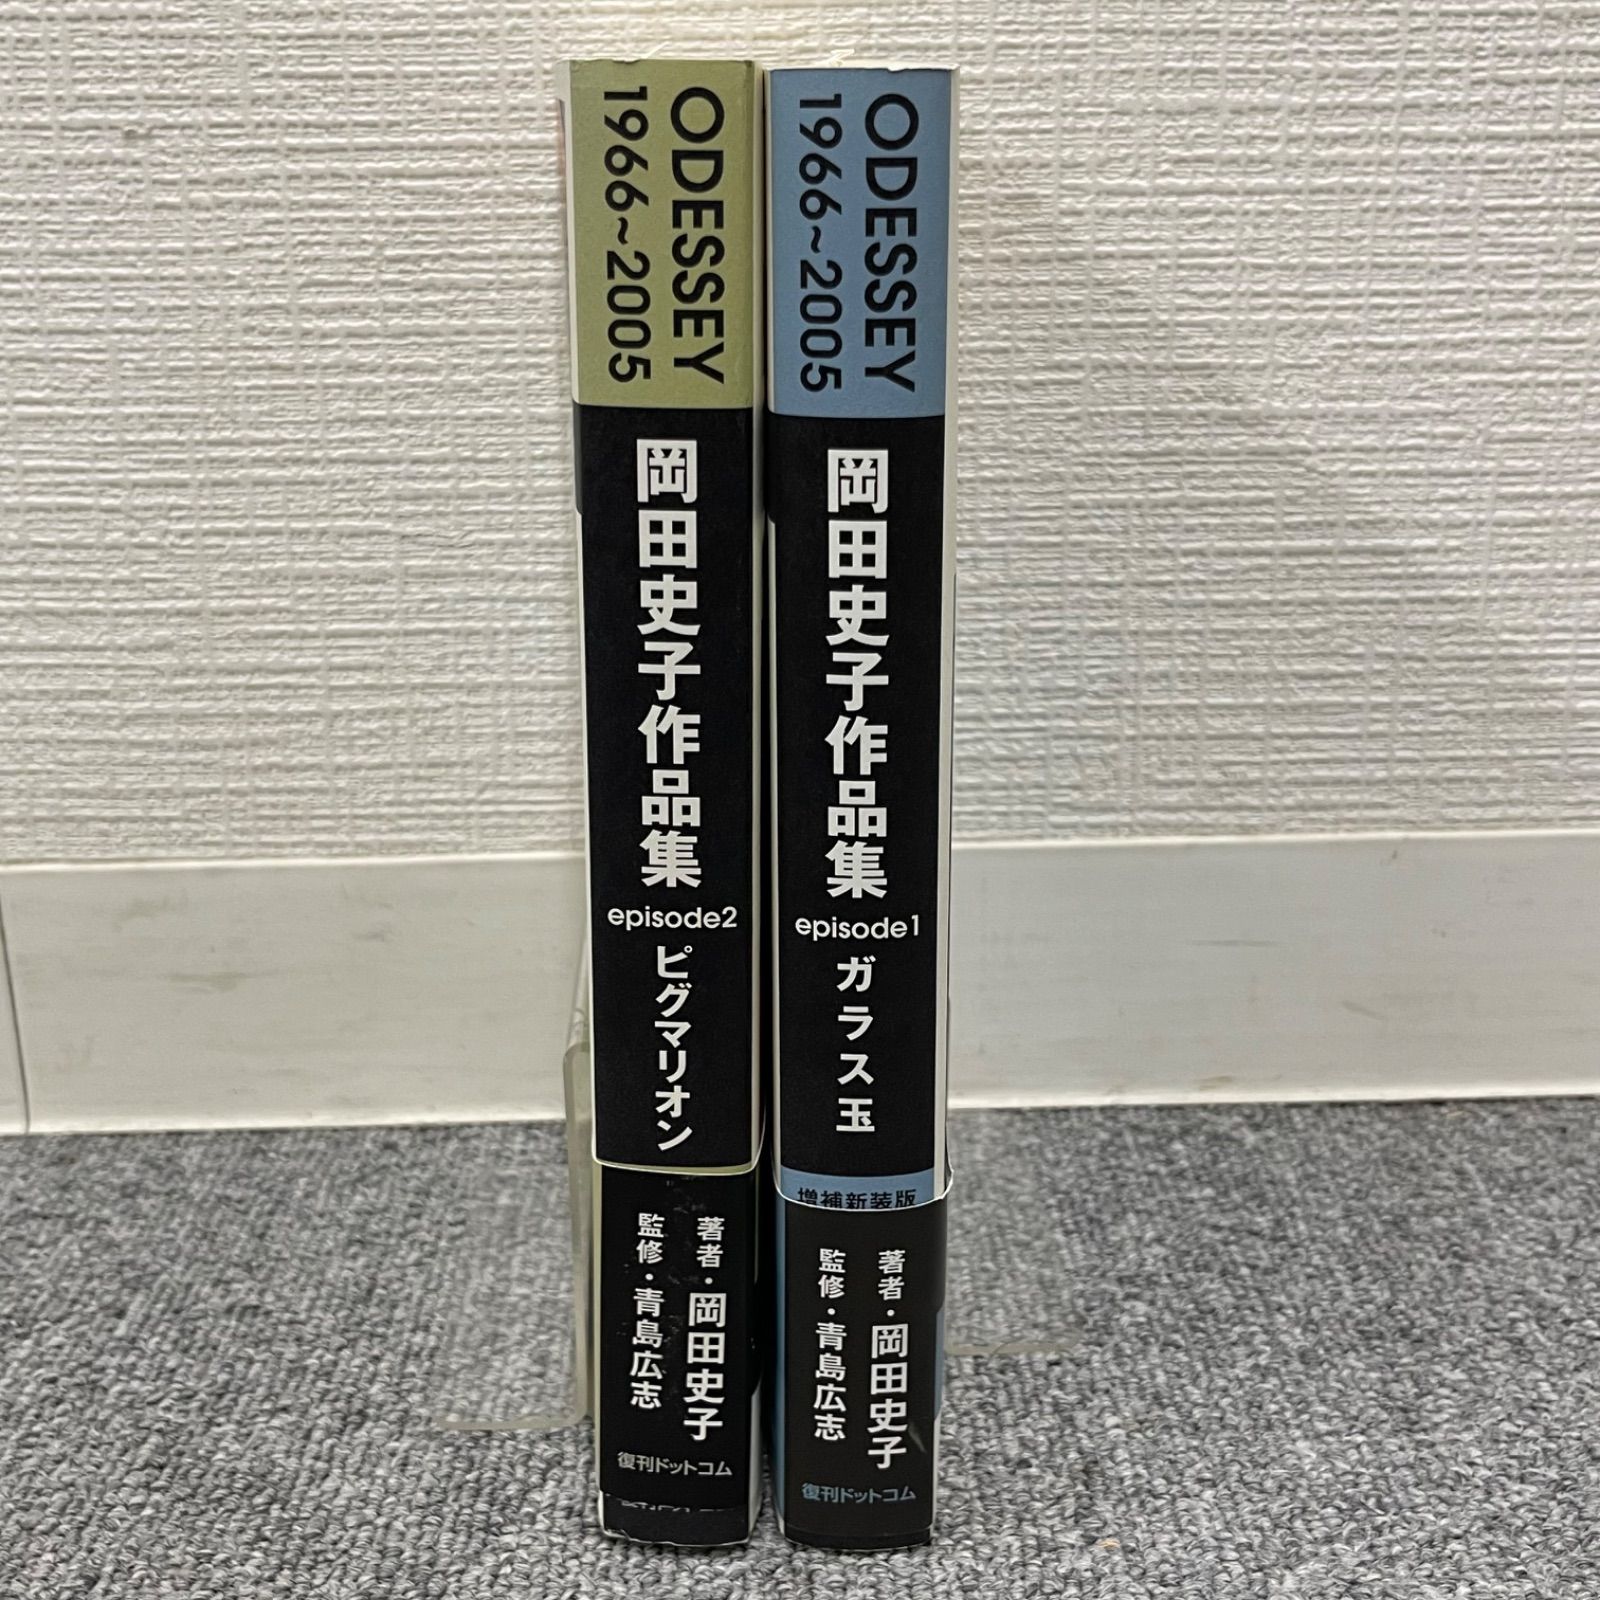 ODESSEY
1966~2005
岡田史子作品集
episode2
ピグマリオン
著者・岡田史子
監修・青島広志
復刊ドットコム
ODESSEY
1966~2005
岡田史子作品集
episode1
ガラス玉
増補新装版
著者・岡田史子
監修・青島広志
復刊ドットコム